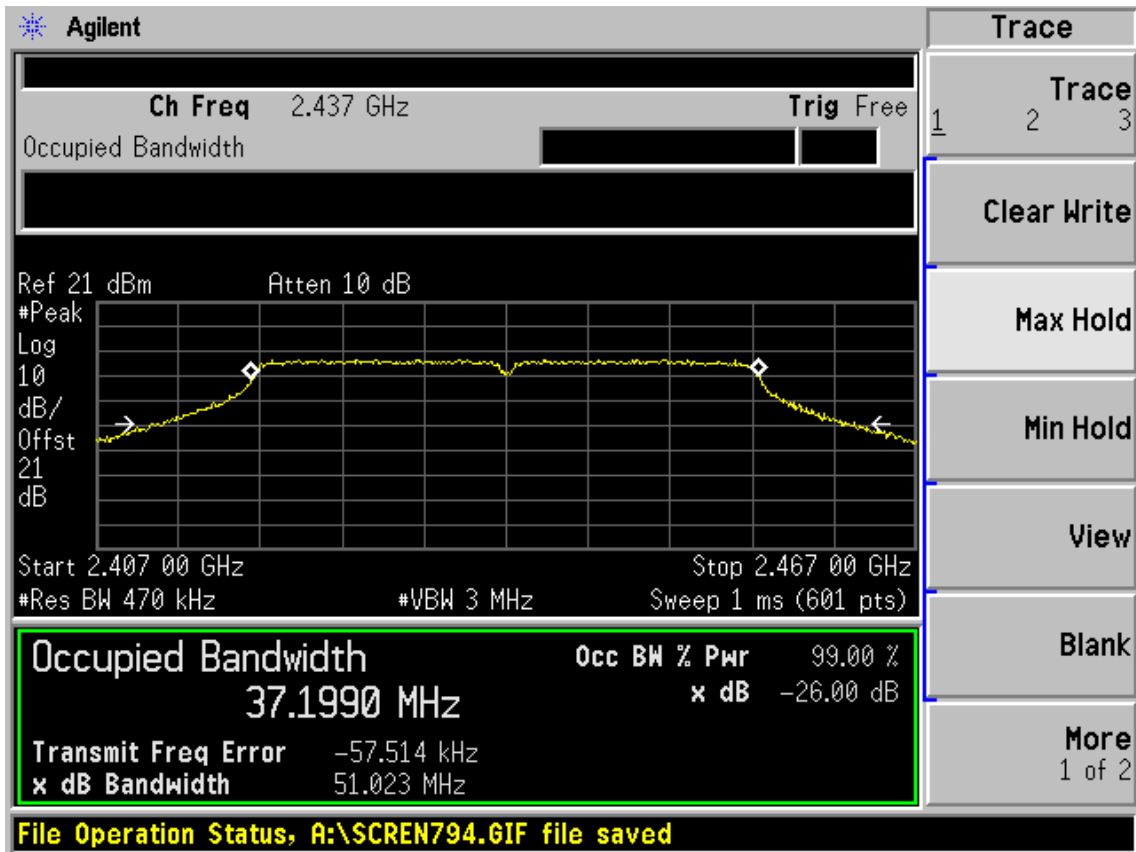 Agilent
Trace
Ch Freq 2.437 GHz Trig Free
Occupied Bandwidth
Trace
1 2 3
Clear Write
Max Hold
Min Hold
View
Blank
More
1 of 2
Ref 21 dBm Atten 10 dB
#Peak
Log
10
dB/
Offst
21
dB
Start 2.407 00 GHz Stop 2.467 00 GHz
#Res BW 470 kHz #VBW 3 MHz Sweep 1 ms (601 pts)
Occupied Bandwidth Occ BW % Pwr 99.00 %
37.1990 MHz x dB -26.00 dB
Transmit Freq Error -57.514 kHz
x dB Bandwidth 51.023 MHz
File Operation Status, A:\SCREN794.GIF file saved